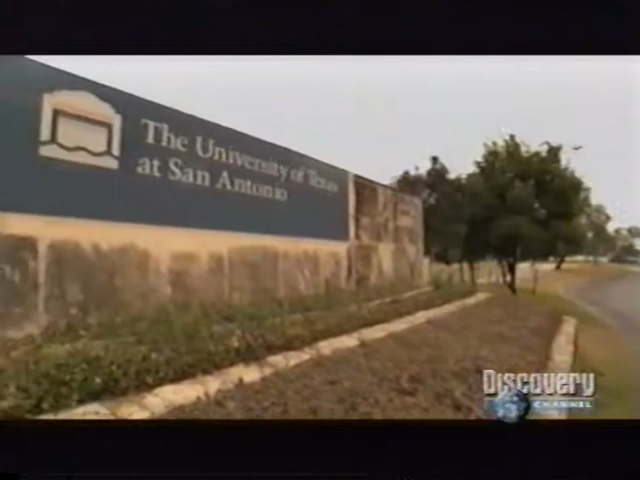 The University of Texas
at San Antonio
Discovery
CHANNEL